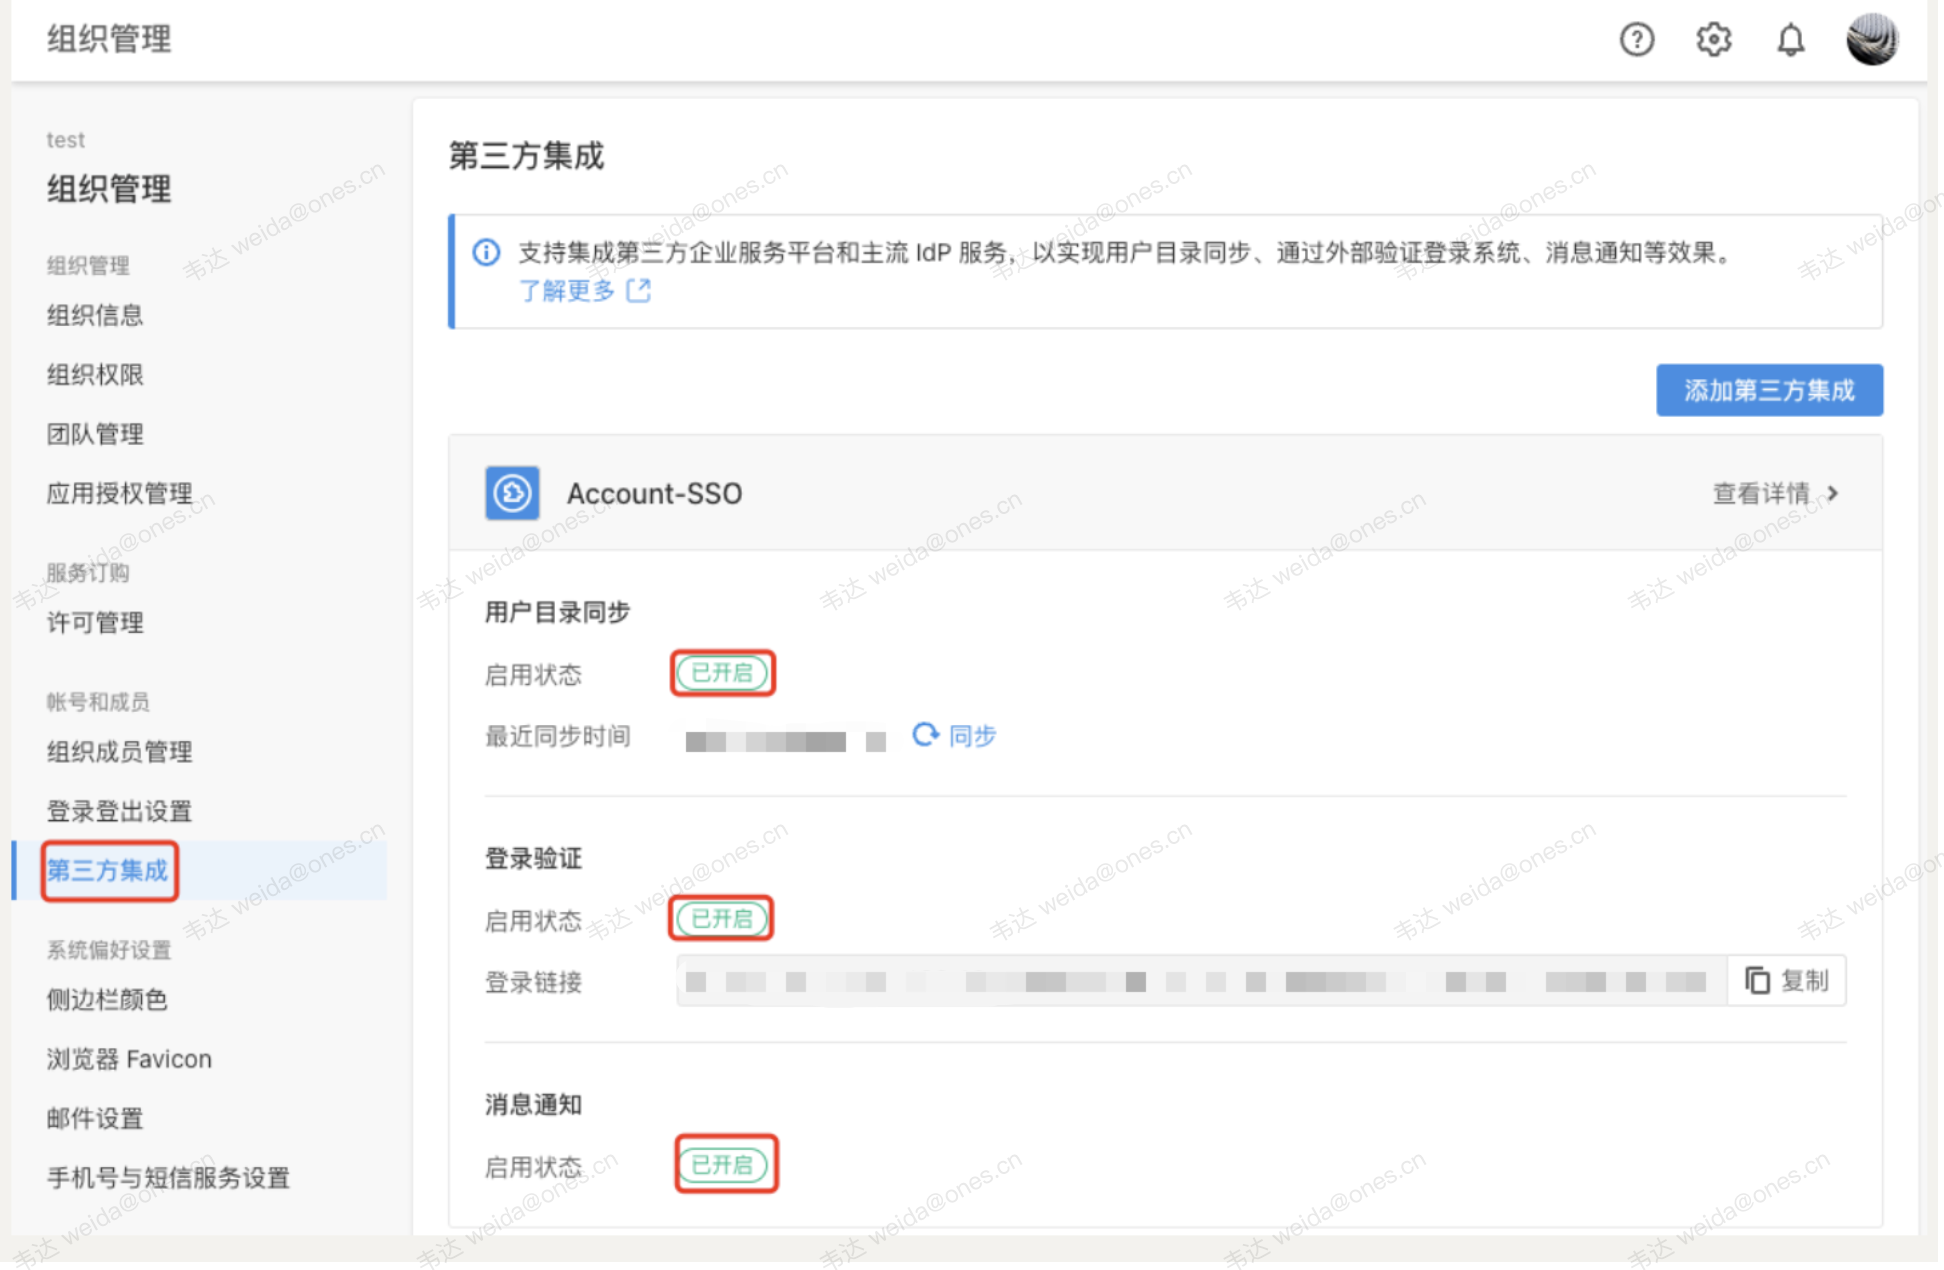 组织管理
test
组织管理
组织管理
组织信息
组织权限
团队管理
应用授权管理
服务订购
许可管理
帐号和成员
组织成员管理
登录登出设置
第三方集成
系统偏好设置
侧边栏颜色
浏览器 Favicon
邮件设置
手机号与短信服务设置
第三方集成
支持集成第三方企业服务平台和主流 IdP 服务，以实现用户目录同步、通过外部验证登录系统、消息通知等效果。
了解更多
添加第三方集成
Account-SSO
查看详情
用户目录同步
启用状态 已开启
最近同步时间 同步
登录验证
启用状态 已开启
登录链接 复制
消息通知
启用状态 已开启
韦达 weida@ones.cn